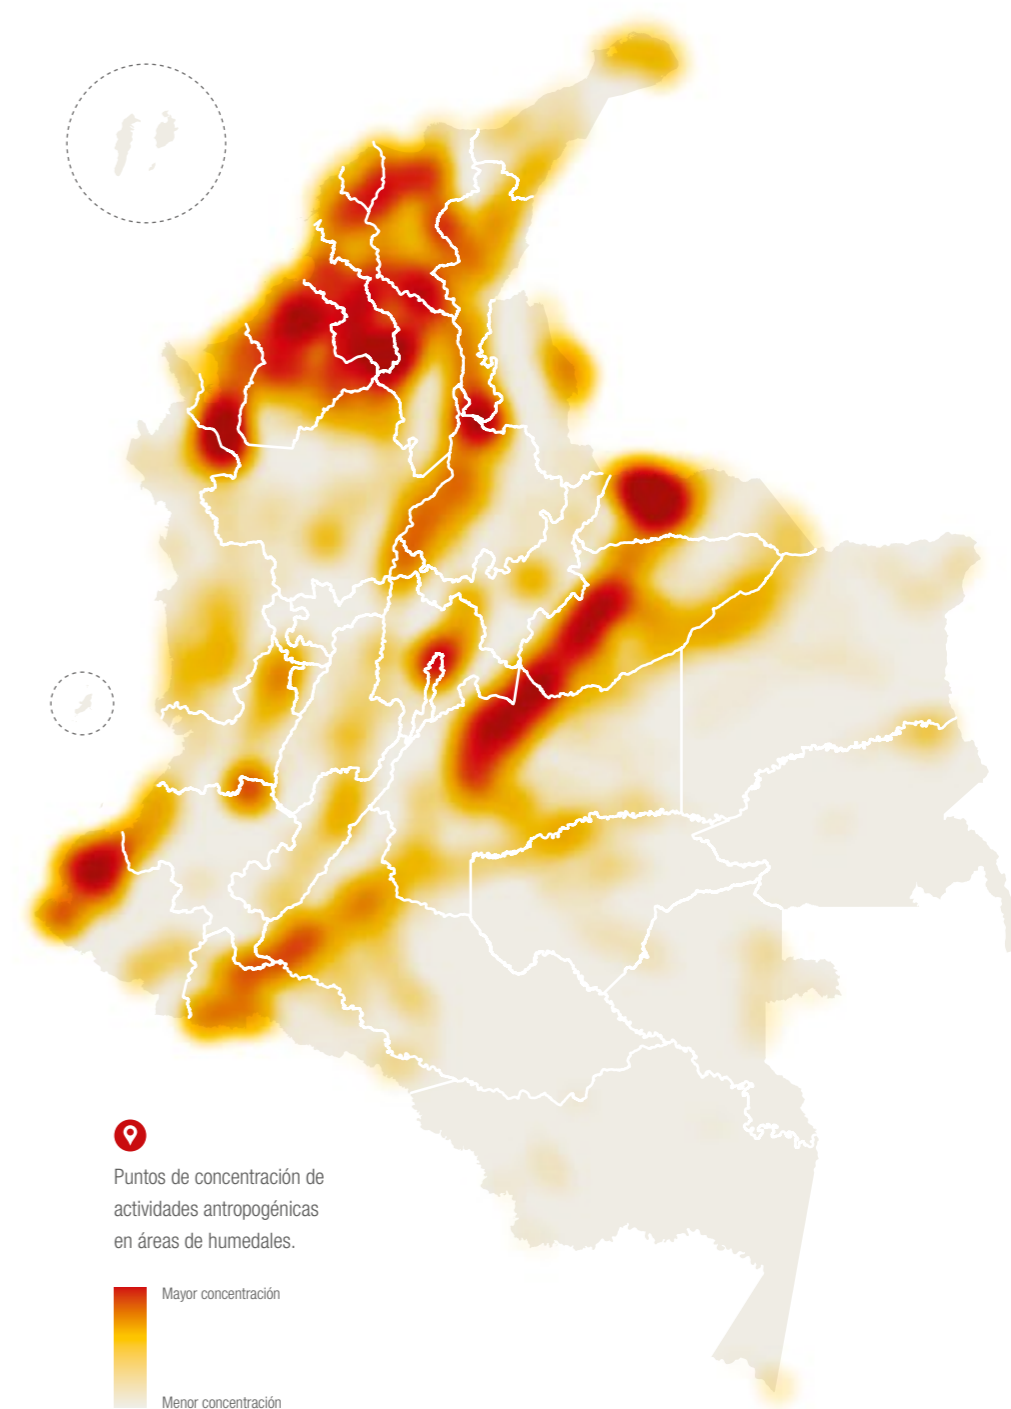 Puntos de concentración de
actividades antropogénicas
en áreas de humedales.
Mayor concentración
Menor concentración